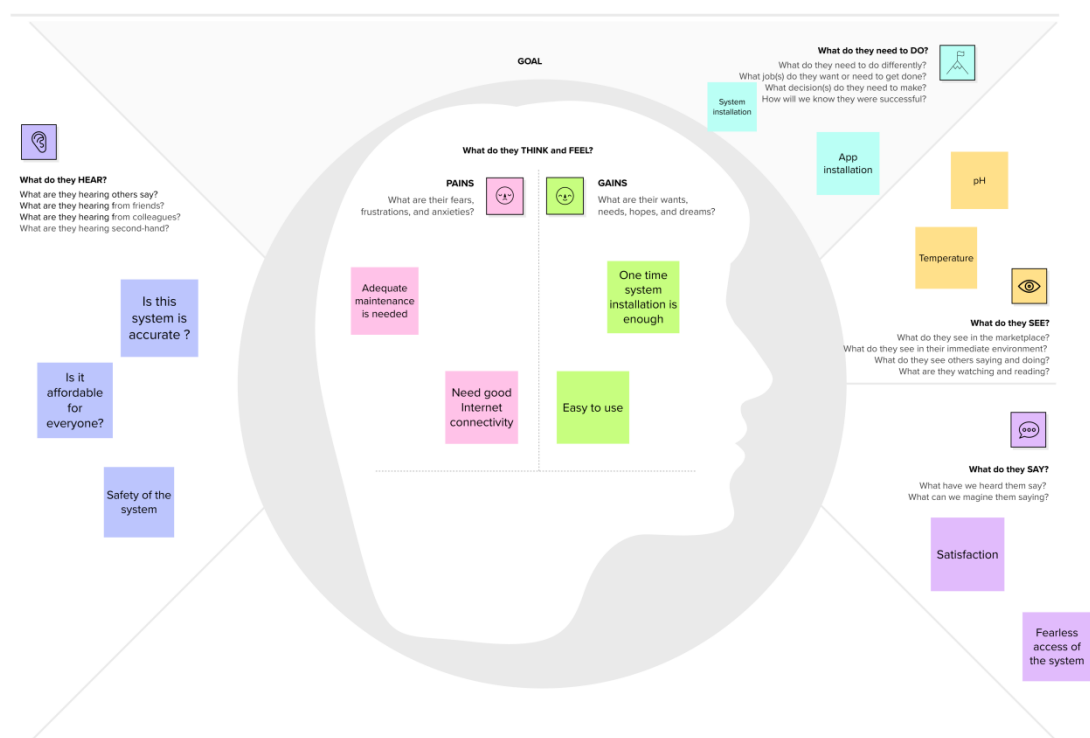 GOAL
What do they need to DO?
What do they need to do differently?
What job(s) do they want or need to get done?
What decision(s) do they need to make?
How will we know they were successful?
System
installation
App
installation
What do they HEAR?
What are they hearing others say?
What are they hearing from friends?
What are they hearing from colleagues?
What are they hearing second-hand?
Is this
system is
accurate ?
Is it
affordable
for
everyone?
Safety of the
system
What do they THINK and FEEL?
PAINS
What are their fears,
frustrations, and anxieties?
Adequate
maintenance
is needed
Need good
Internet
connectivity
GAINS
What are their wants,
needs, hopes, and dreams?
One time
system
installation is
enough
Easy to use
pH
Temperature
What do they SEE?
What do they see in the marketplace?
What do they see in their immediate environment?
What do they see others saying and doing?
What are they watching and reading?
What do they SAY?
What have we heard them say?
What can we magine them saying?
Satisfaction
Fearless
access of
the system